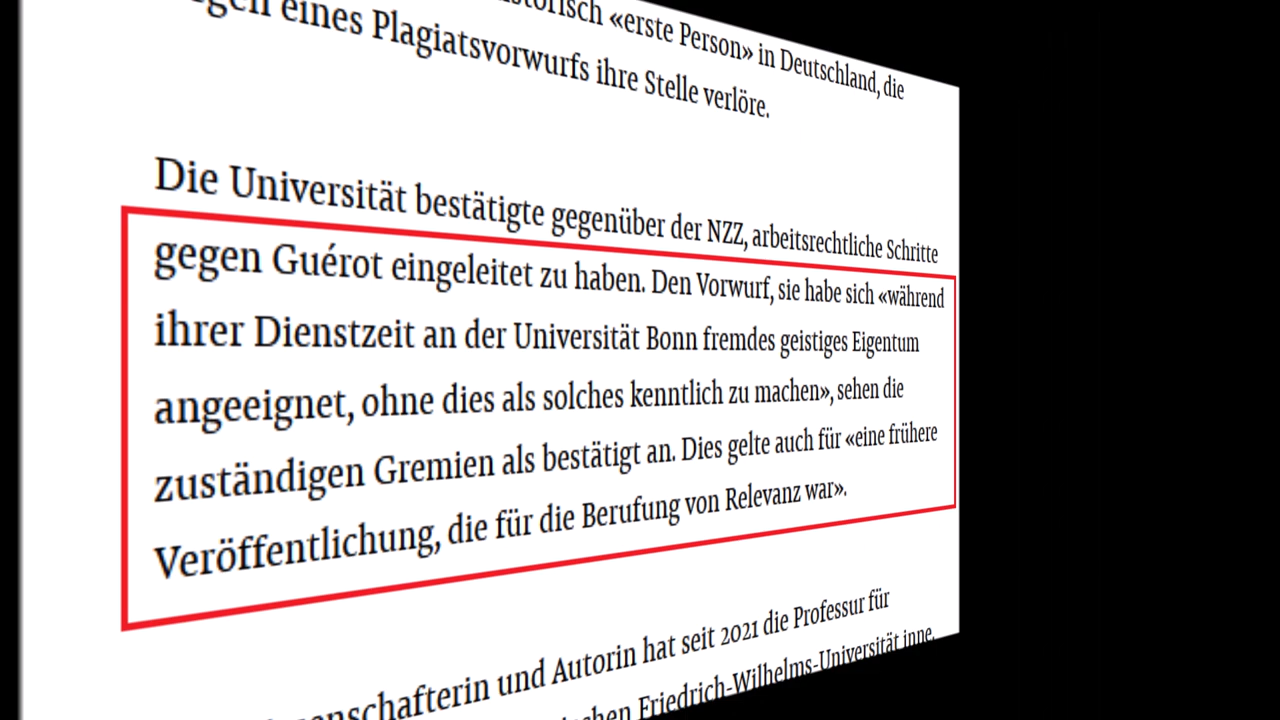 «erste Person» in Deutschland, die
eines Plagiatsvorwurfs ihre Stelle verlöre.
Die Universität bestätigte gegenüber der NZZ, arbeitsrechtliche Schritte
gegen Guérot eingeleitet zu haben. Den Vorwurf, sie habe sich «während
ihrer Dienstzeit an der Universität Bonn fremdes geistiges Eigentum
angeeignet, ohne dies als solches kenntlich zu machen», sehen die
zuständigen Gremien als bestätigt an. Dies gelte auch für «eine frühere
Veröffentlichung, die für die Berufung von Relevanz war».
und Autorin hat seit 2021 die Professur für
Friedrich-Wilhelms-Universität inne.